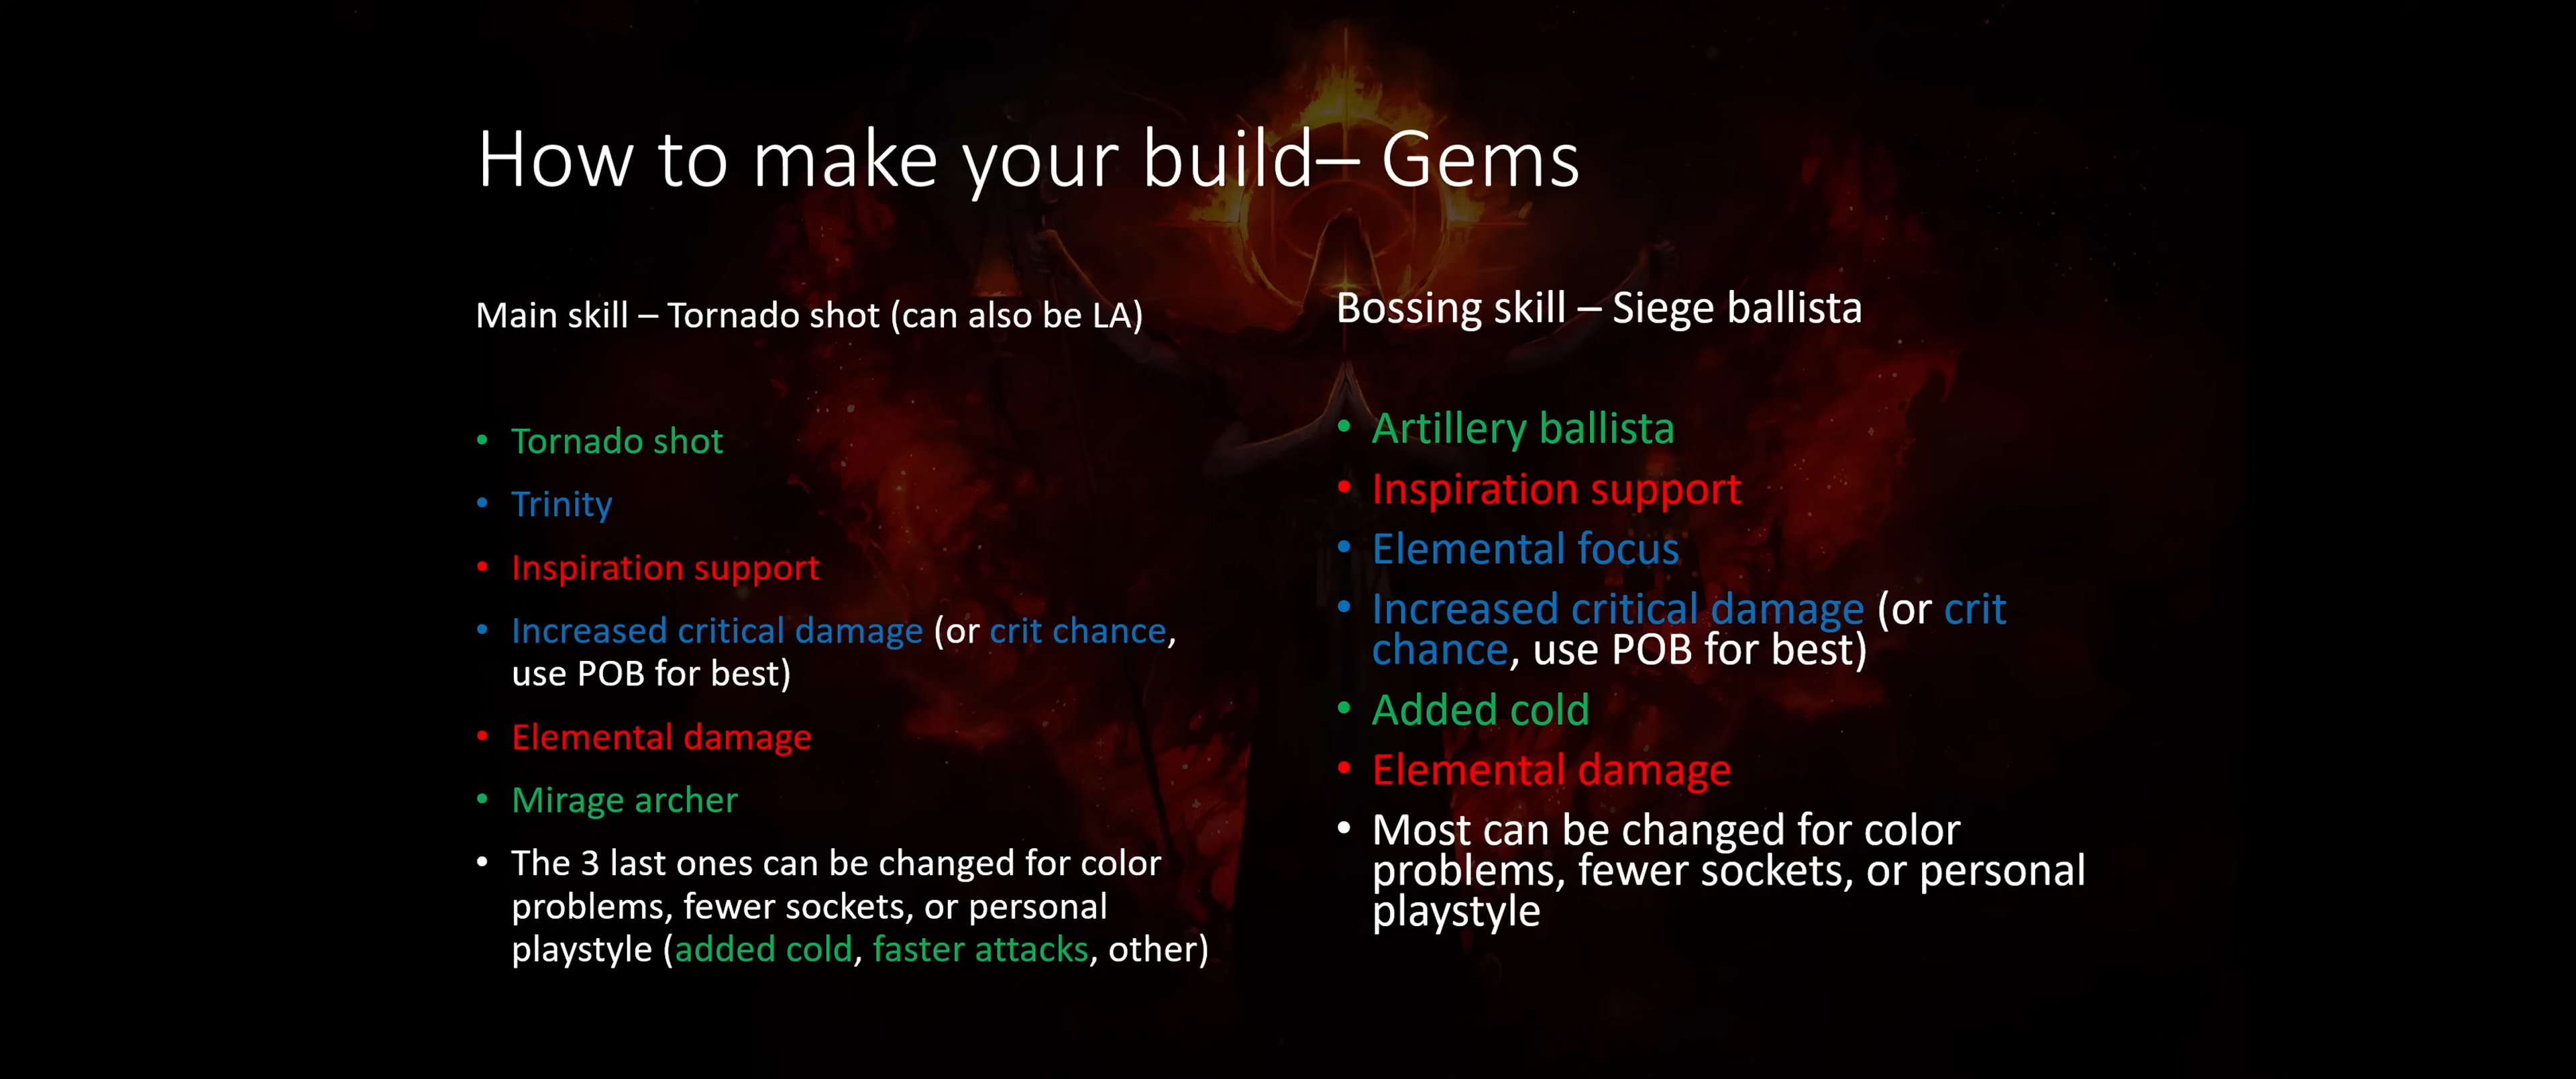 How to make your build– Gems
Main skill – Tornado shot (can also be LA)
• Tornado shot
• Trinity
• Inspiration support
• Increased critical damage (or crit chance,
use POB for best)
• Elemental damage
• Mirage archer
• The 3 last ones can be changed for color
problems, fewer sockets, or personal
playstyle (added cold, faster attacks, other)
Bossing skill – Siege ballista
• Artillery ballista
• Inspiration support
• Elemental focus
• Increased critical damage (or crit
chance, use POB for best)
• Added cold
• Elemental damage
• Most can be changed for color
problems, fewer sockets, or personal
playstyle